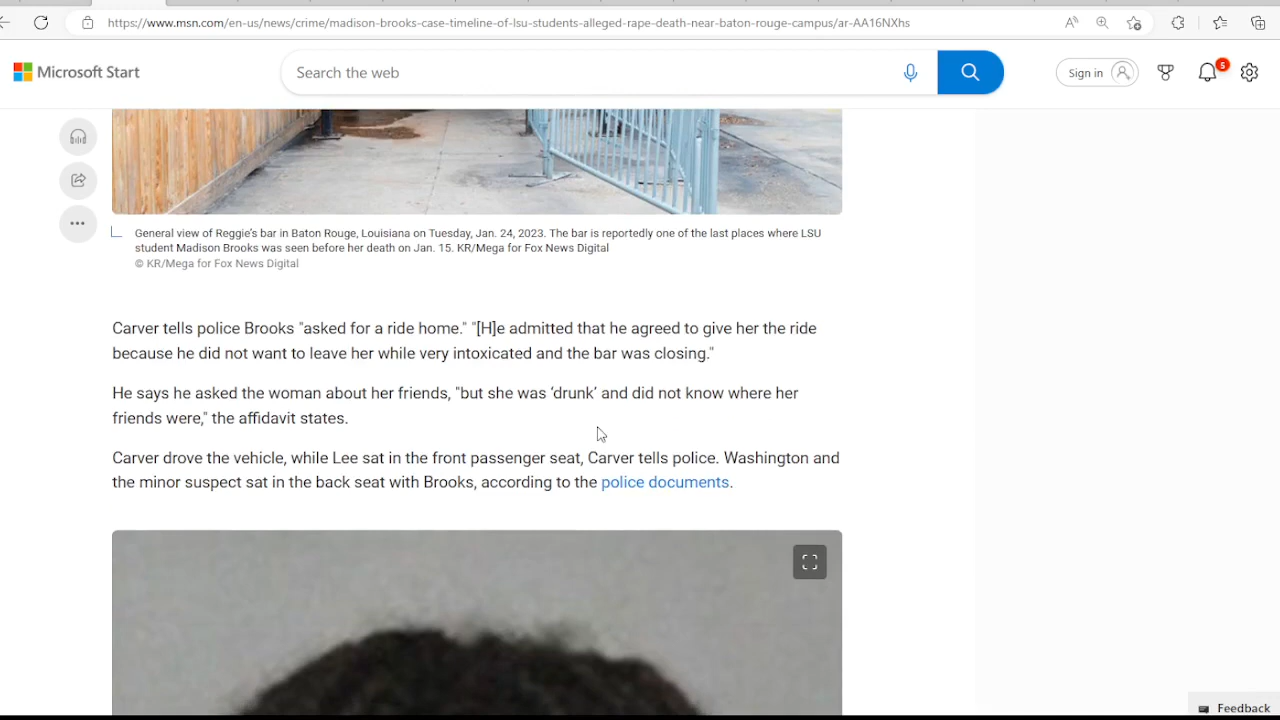 https://www.msn.com/en-us/news/crime/madison-brooks-case-timeline-of-lsu-students-alleged-rape-death-near-baton-rouge-campus/ar-AA16NXhs
Microsoft Start
Search the web
Sign in
5
General view of Reggie's bar in Baton Rouge, Louisiana on Tuesday, Jan. 24, 2023. The bar is reportedly one of the last places where LSU
student Madison Brooks was seen before her death on Jan. 15. KR/Mega for Fox News Digital
© KR/Mega for Fox News Digital
Carver tells police Brooks "asked for a ride home." "[H]e admitted that he agreed to give her the ride
because he did not want to leave her while very intoxicated and the bar was closing."
He says he asked the woman about her friends, "but she was ‘drunk’ and did not know where her
friends were," the affidavit states.
Carver drove the vehicle, while Lee sat in the front passenger seat, Carver tells police. Washington and
the minor suspect sat in the back seat with Brooks, according to the police documents.
Feedback